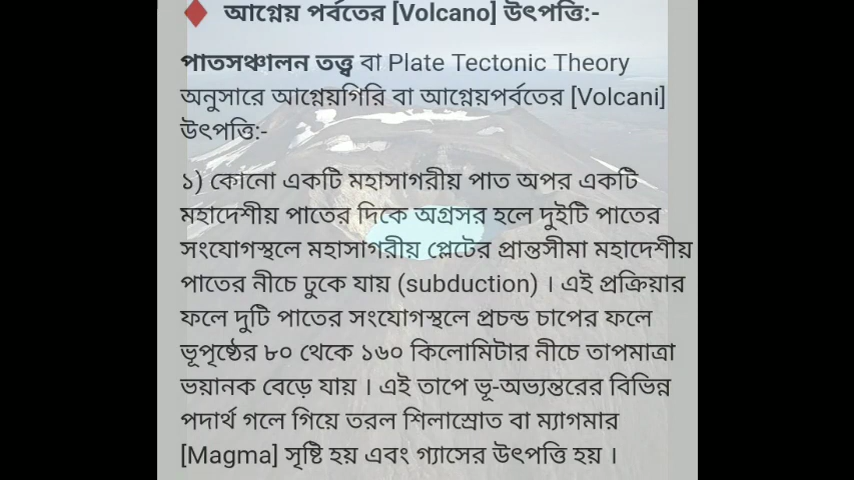 আগ্নেয় পর্বতের [Volcano] উৎপত্তি:-
পাতসঞ্চালন তত্ত্ব বা Plate Tectonic Theory
অনুসারে আগ্নেয়গিরি বা আগ্নেয়পর্বতের [Volcani]
উৎপত্তি:-
১) কোনো একটি মহাসাগরীয় পাত অপর একটি
মহাদেশীয় পাতের দিকে অগ্রসর হলে দুইটি পাতের
সংযোগস্থলে মহাসাগরীয় প্লেটের প্রান্তসীমা মহাদেশীয়
পাতের নীচে ঢুকে যায় (subduction) । এই প্রক্রিয়ার
ফলে দুটি পাতের সংযোগস্থলে প্রচন্ড চাপের ফলে
ভূপৃষ্ঠের ৮০ থেকে ১৬০ কিলোমিটার নীচে তাপমাত্রা
ভয়ানক বেড়ে যায় । এই তাপে ভূ-অভ্যন্তরের বিভিন্ন
পদার্থ গলে গিয়ে তরল শিলাস্রোত বা ম্যাগমার
[Magma] সৃষ্টি হয় এবং গ্যাসের উৎপত্তি হয় ।